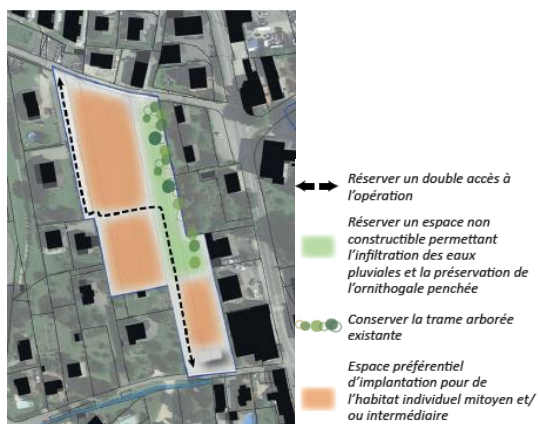 Réserver un double accès à
l'opération
Réserver un espace non
constructible permettant
l'infiltration des eaux
pluviales et la préservation de
l'ornithogale penchée
Conserver la trame arborée
existante
Espace préférentiel
d'implantation pour de
l'habitat individuel mitoyen et/
ou intermédiaire